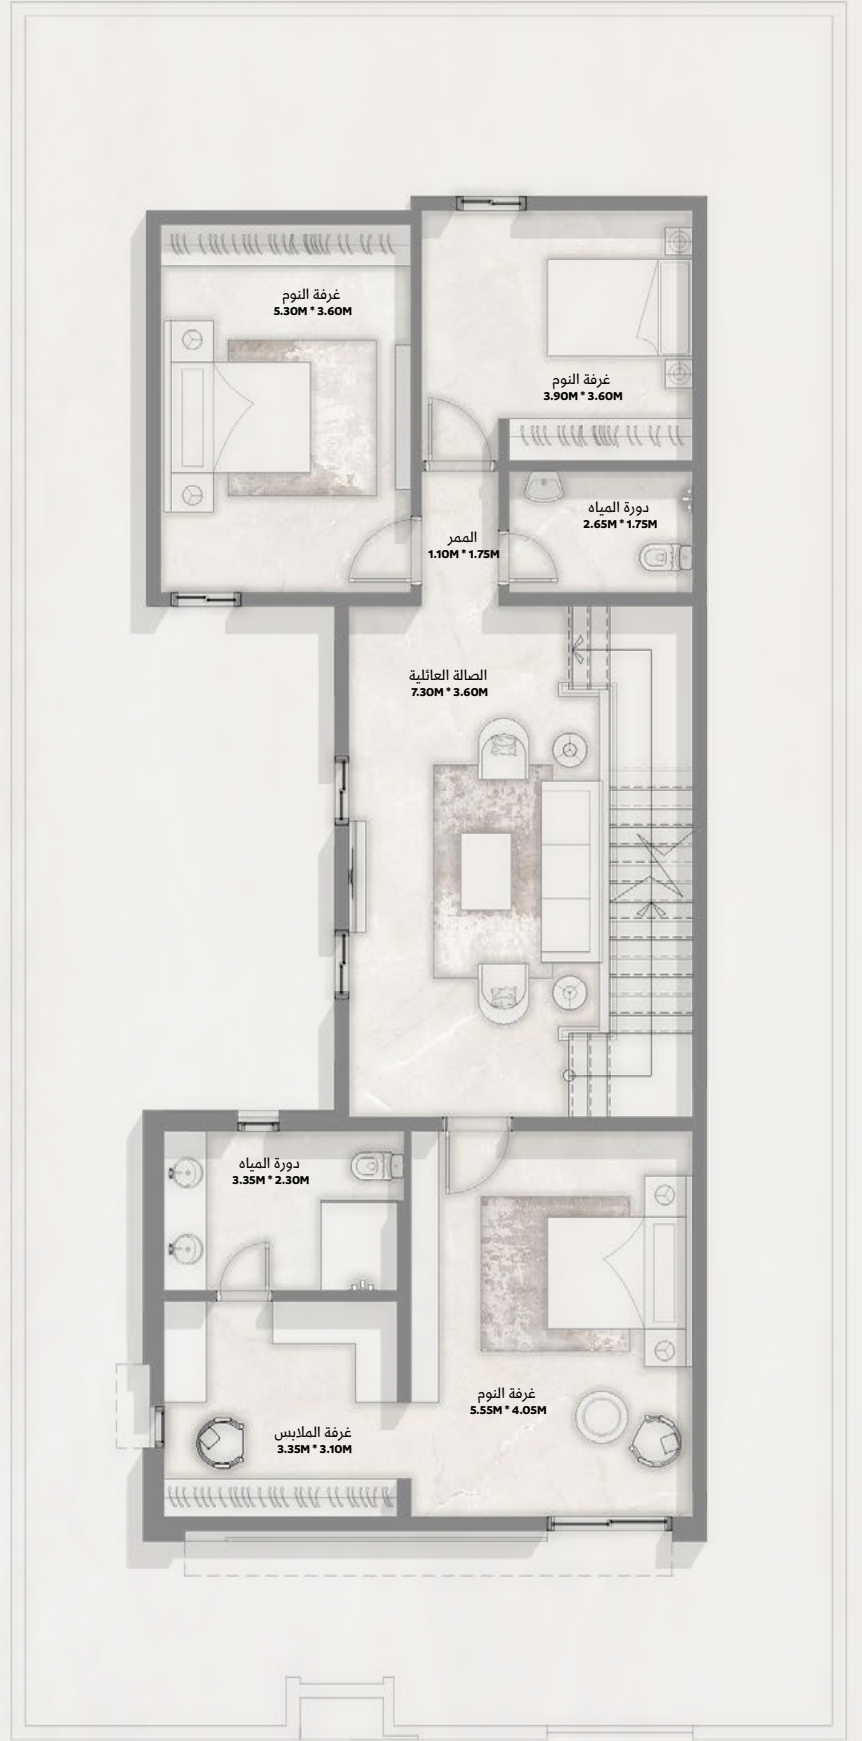 غرفة النوم
5.30M * 3.60M
غرفة النوم
3.90M * 3.60M
دورة المياه
2.65M * 1.75M
الممر
1.10M * 1.75M
الصالة العائلية
7.30M * 3.60M
دورة المياه
3.35M * 2.30M
غرفة النوم
5.55M * 4.05M
غرفة الملابس
3.35M * 3.10M